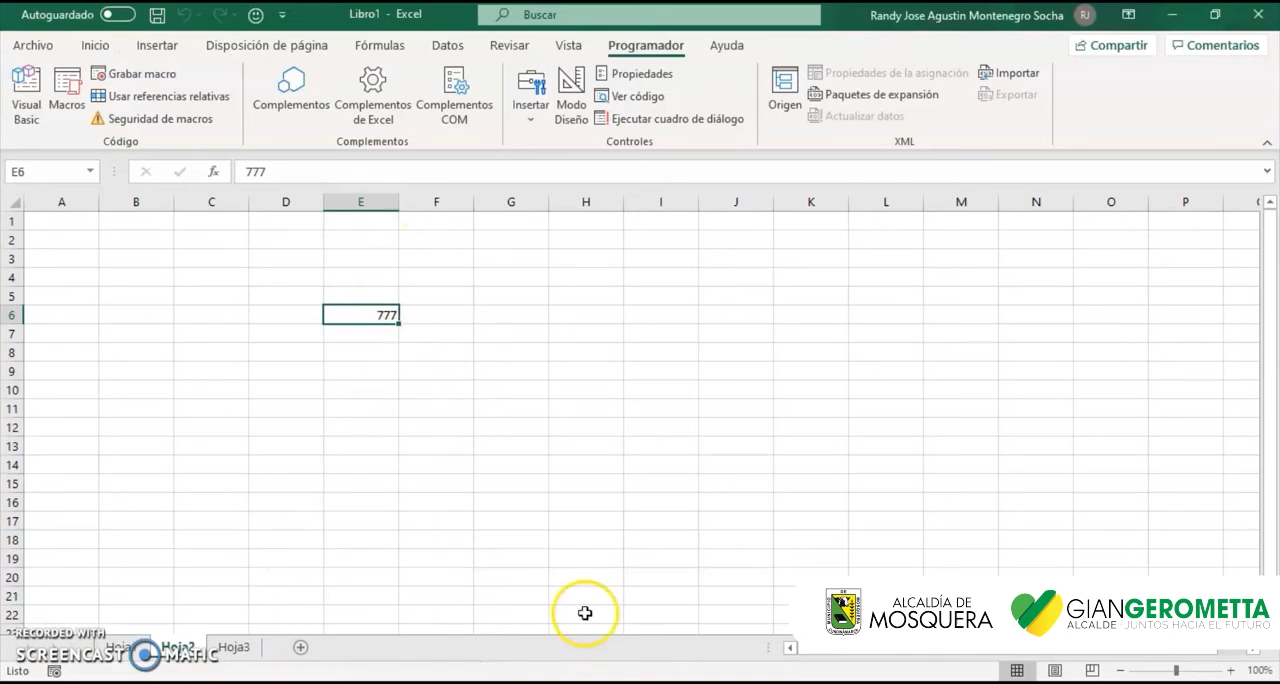 Autoguardado
Libro1 - Excel
Buscar
Randy Jose Agustin Montenegro Socha
RJ
Archivo Inicio Insertar Disposición de página Fórmulas Datos Revisar Vista Programador Ayuda
Compartir Comentarios
Visual Basic
Macros
Grabar macro
Usar referencias relativas
Seguridad de macros
Código
Complementos
Complementos de Excel
Complementos COM
Complementos
Insertar
Modo Diseño
Propiedades
Ver código
Ejecutar cuadro de diálogo
Controles
Origen
Propiedades de la asignación
Paquetes de expansión
Actualizar datos
Importar
Exportar
XML
E6
fx
777
A B C D E F G H I J K L M N O P
1
2
3
4
5
6 777
7
8
9
10
11
12
13
14
15
16
17
18
19
20
21
22
ALCALDÍA DE
MOSQUERA
GIANGEROMETTA
ALCALDE JUNTOS HACIA EL FUTURO
RECORDED WITH
SCREENCAST-O-MATIC
Hoja2 Hoja3
Listo
100%